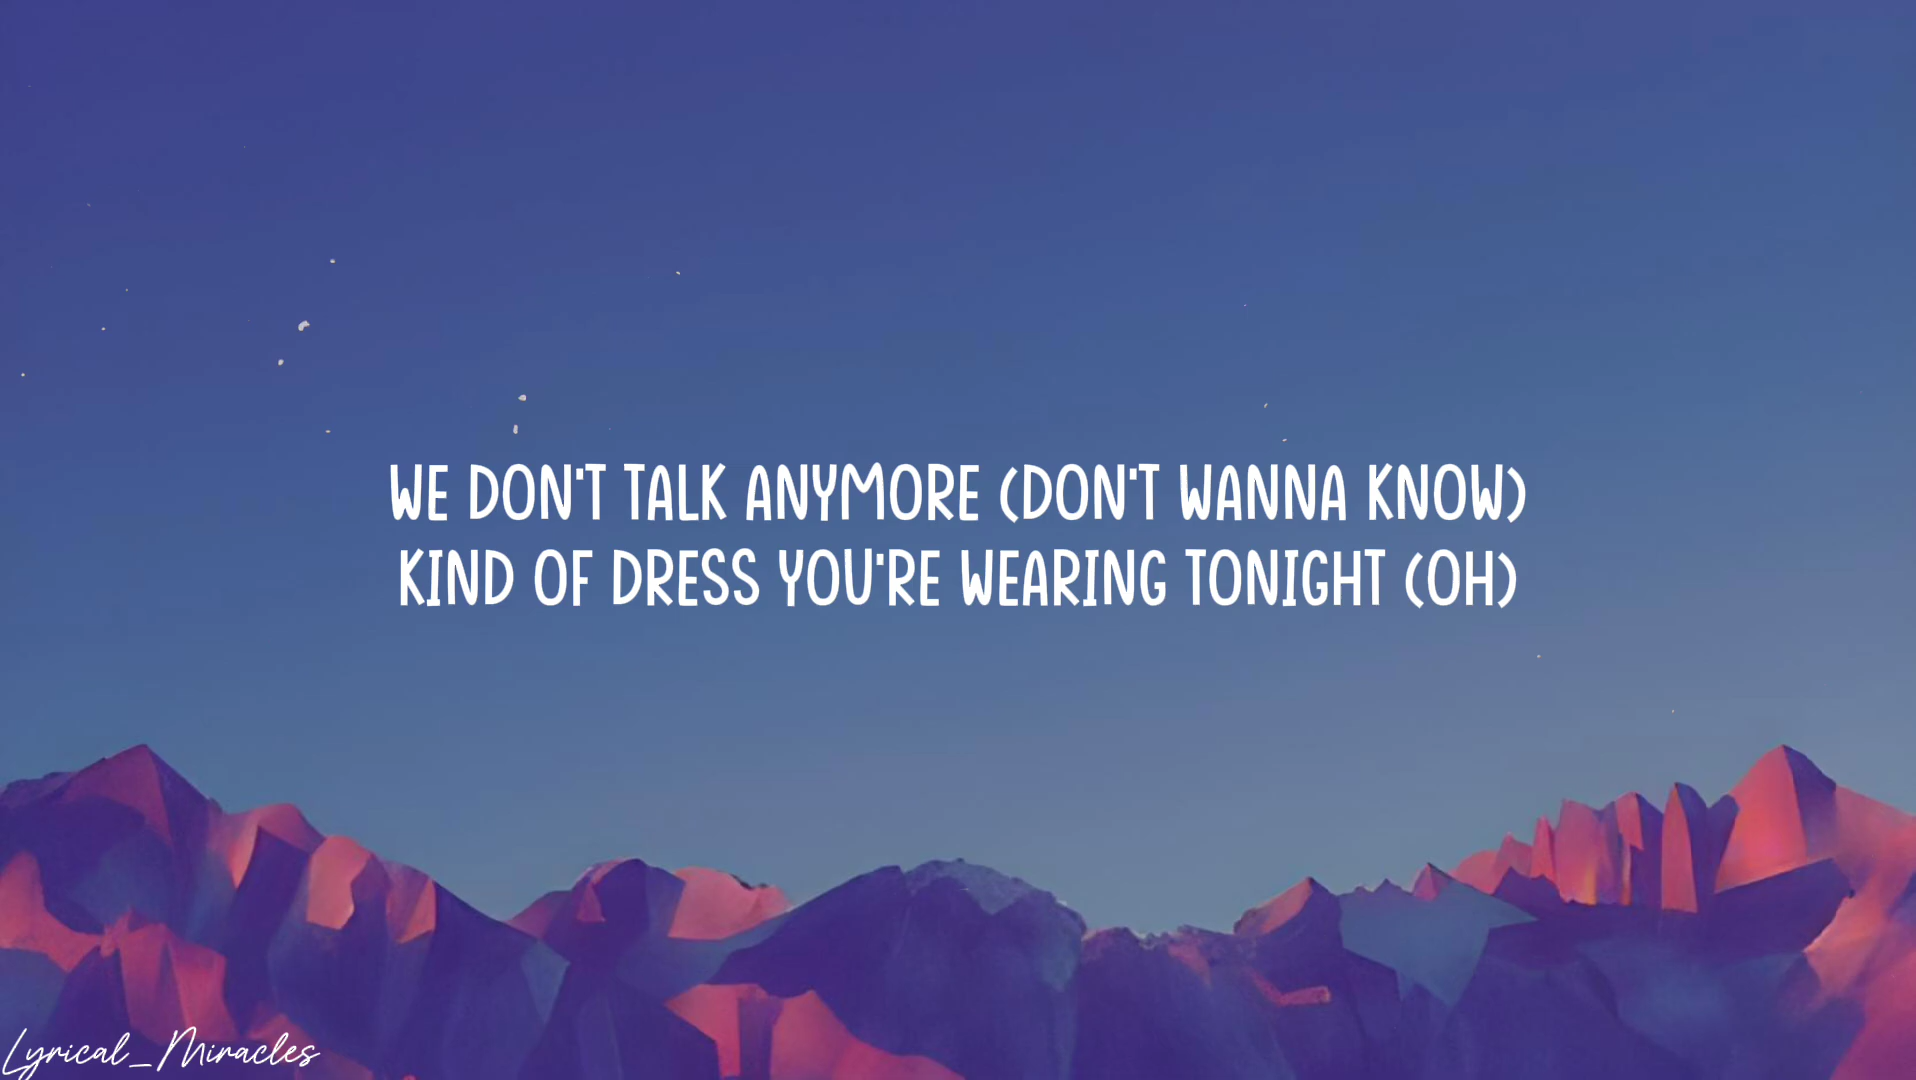 WE DON'T TALK ANYMORE (DON'T WANNA KNOW)
KIND OF DRESS YOU'RE WEARING TONIGHT (OH)
Lyrical_Miracles